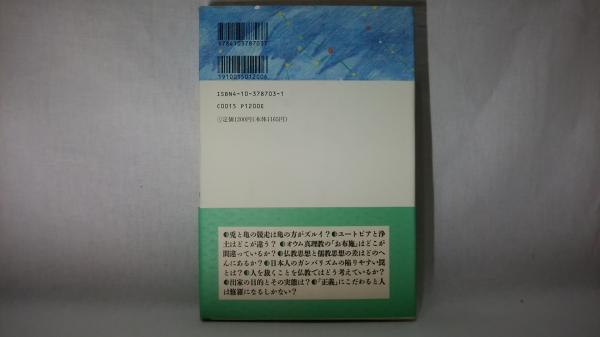 9784103787037
1910015012006
ISBN4-10-378703-1
C0015 P1200E
定価1200円(本体1165円)
◐兎と亀の競走は亀の方がズルイ?◐ユートピアと浄
土はどこが違う?◐オウム真理教の「お布施」はどこが
間違っているか?◐仏教思想と儒教思想の差はどのへ
んにあるか?◐日本人のガンバリズムの陥りやすい罠
とは?◐人を裁くことを仏教ではどう考えているか?
◐出家の目的とその実態は?◐「正義」にこだわると人
は修羅になるしかない?